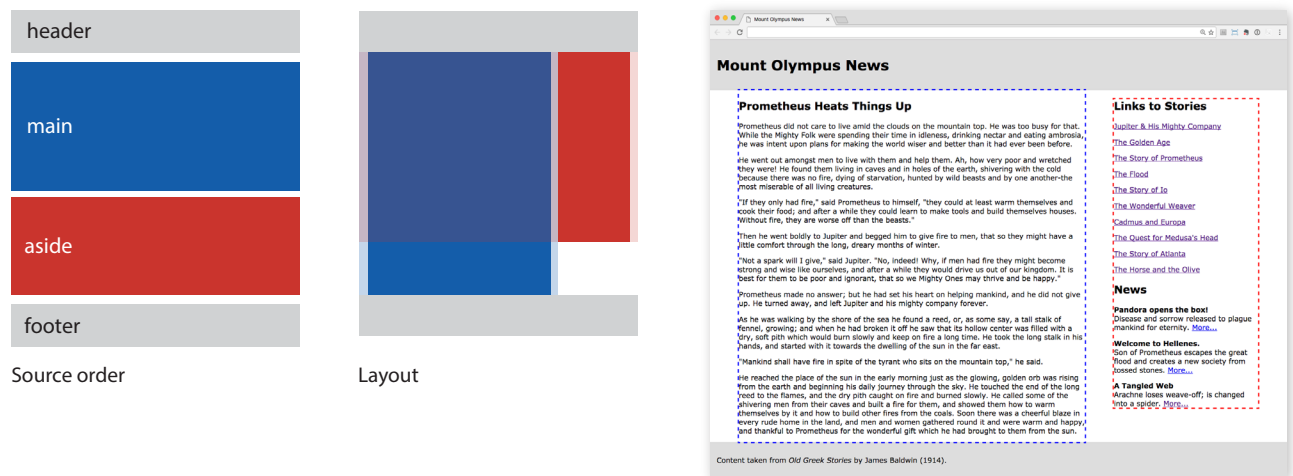 header
main
aside
footer
Source order
Layout
Mount Olympus News
Mount Olympus News
Prometheus Heats Things Up
Prometheus did not care to live amid the clouds on the mountain top. He was too busy for that.
While the Mighty Folk were spending their time in idleness, drinking nectar and eating ambrosia,
he was intent upon plans for making the world wiser and better than it had ever been before.
He went out amongst men to live with them and help them. Ah, how very poor and wretched
they were! He found them living in caves and in holes of the earth, shivering with the cold
because there was no fire, dying of starvation, hunted by wild beasts and by one another-the
most miserable of all living creatures.
"If they only had fire," said Prometheus to himself, "they could at least warm themselves and
cook their food; and after a while they could learn to make tools and build themselves houses.
Without fire, they are worse off than the beasts."
Then he went boldly to Jupiter and begged him to give fire to men, that so they might have a
little comfort through the long, dreary months of winter.
"Not a spark will I give," said Jupiter. "No, indeed! Why, if men had fire they might become
strong and wise like ourselves, and after a while they would drive us out of our kingdom. It is
best for them to be poor and ignorant, that so we Mighty Ones may thrive and be happy."
Prometheus made no answer; but he had set his heart on helping mankind, and he did not give
up. He turned away, and left Jupiter and his mighty company forever.
As he was walking by the shore of the sea he found a reed, or, as some say, a tall stalk of
fennel, growing; and when he had broken it off he saw that its hollow center was filled with a
dry, soft pith which would burn slowly and keep on fire a long time. He took the long stalk in his
hands, and started with it towards the dwelling of the sun in the far east.
"Mankind shall have fire in spite of the tyrant who sits on the mountain top," he said.
He reached the place of the sun in the early morning just as the glowing, golden orb was rising
from the earth and beginning his daily journey through the sky. He touched the end of the long
reed to the flames, and the dry pith caught on fire and burned slowly. He called some of the
shivering men from their caves and built a fire for them, and showed them how to warm
themselves by it and how to build other fires from the coals. Soon there was a cheerful blaze in
every rude home in the land, and men and women gathered round it and were warm and happy,
and thankful to Prometheus for the wonderful gift which he had brought to them from the sun.
Links to Stories
Jupiter & His Mighty Company
The Golden Age
The Story of Prometheus
The Flood
The Story of Io
The Wonderful Weaver
Cadmus and Europa
The Quest for Medusa's Head
The Story of Atlanta
The Horse and the Olive
News
Pandora opens the box!
Disease and sorrow released to plague
mankind for eternity. More...
Welcome to Hellenes.
Son of Prometheus escapes the great
flood and creates a new society from
tossed stones. More...
A Tangled Web
Arachne loses weave-off; is changed
into a spider. More...
Content taken from Old Greek Stories by James Baldwin (1914).